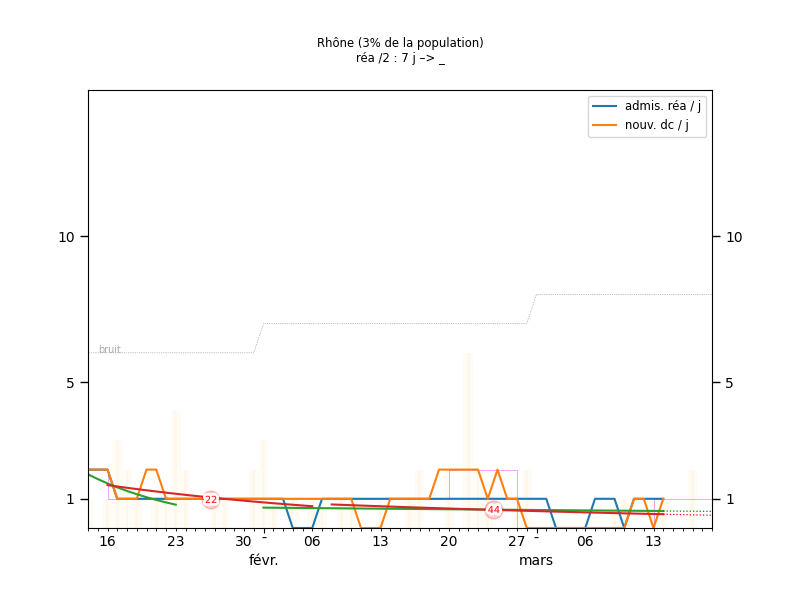 Rhône (3% de la population)
réa /2 : 7 j –> _
admis. réa / j
nouv. dc / j
10 10
bruit
5 5
1 22 44 1
16 23 30 - 06 13 20 27 - 06 13
févr. mars